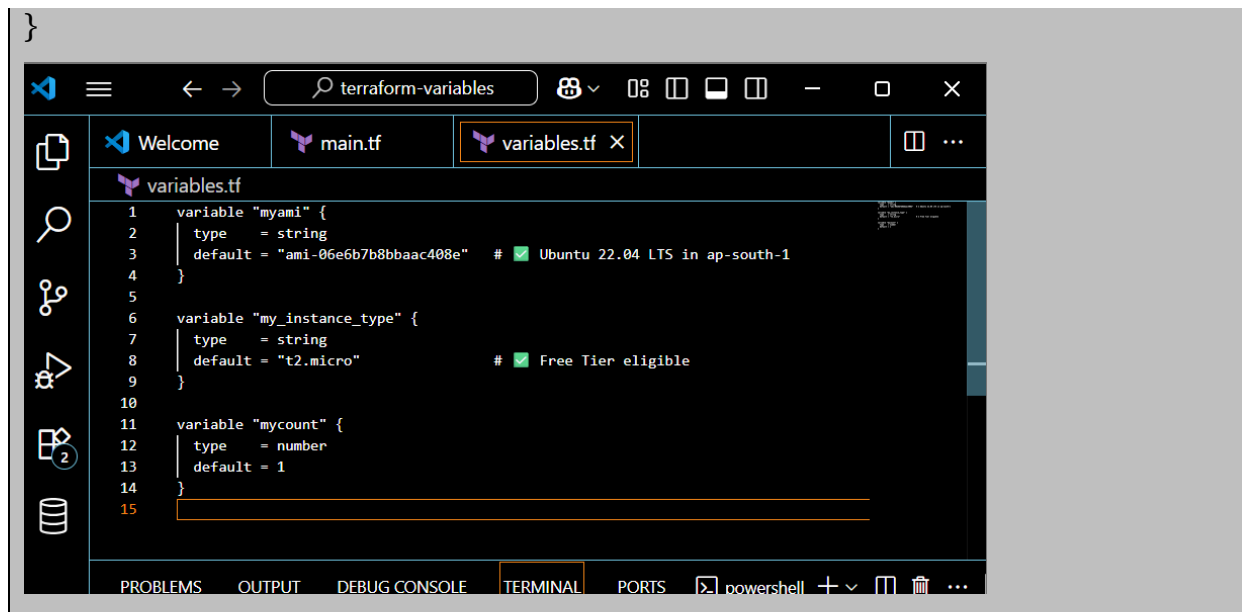 }
terraform-variables
Welcome main.tf variables.tf
variables.tf
1 variable "myami" {
2 type = string
3 default = "ami-06e6b7b8bbaac408e" # ✅ Ubuntu 22.04 LTS in ap-south-1
4 }
5
6 variable "my_instance_type" {
7 type = string
8 default = "t2.micro" # ✅ Free Tier eligible
9 }
10
11 variable "mycount" {
12 type = number
13 default = 1
14 }
15
2
PROBLEMS OUTPUT DEBUG CONSOLE TERMINAL PORTS powershell